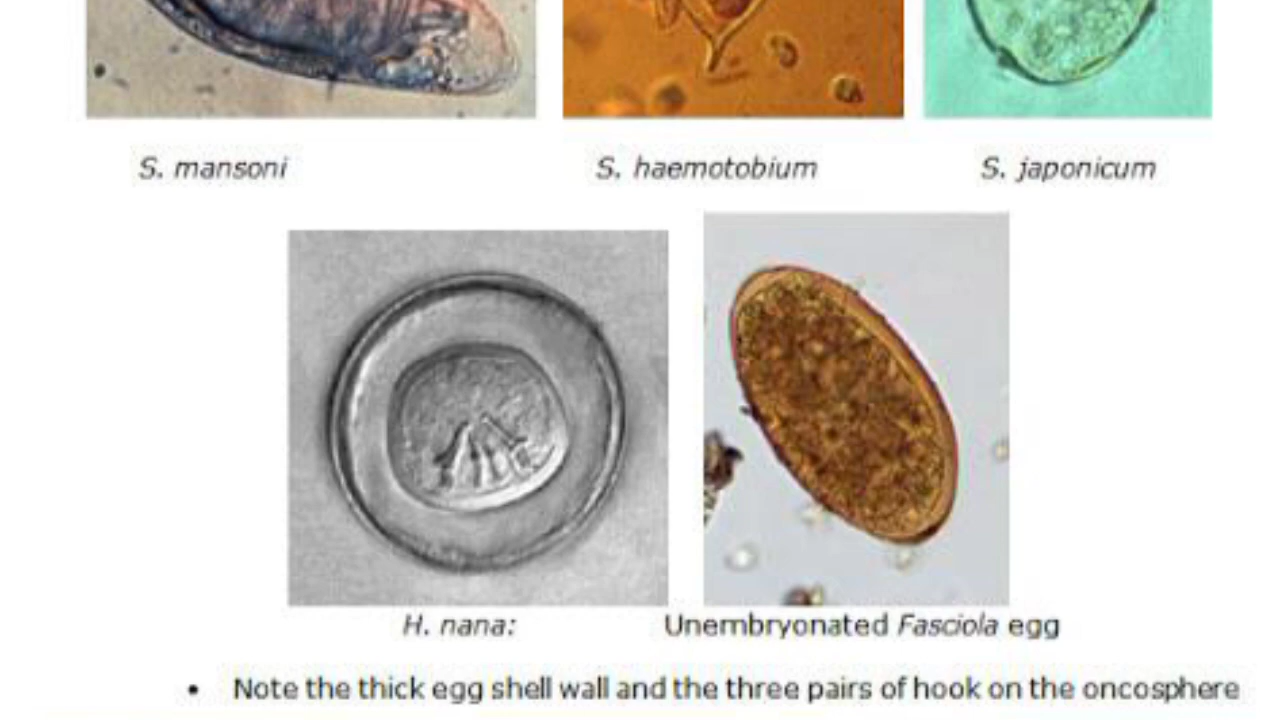 S. mansoni S. haemotobium S. japonicum
H. nana: Unembryonated Fasciola egg
• Note the thick egg shell wall and the three pairs of hook on the oncosphere